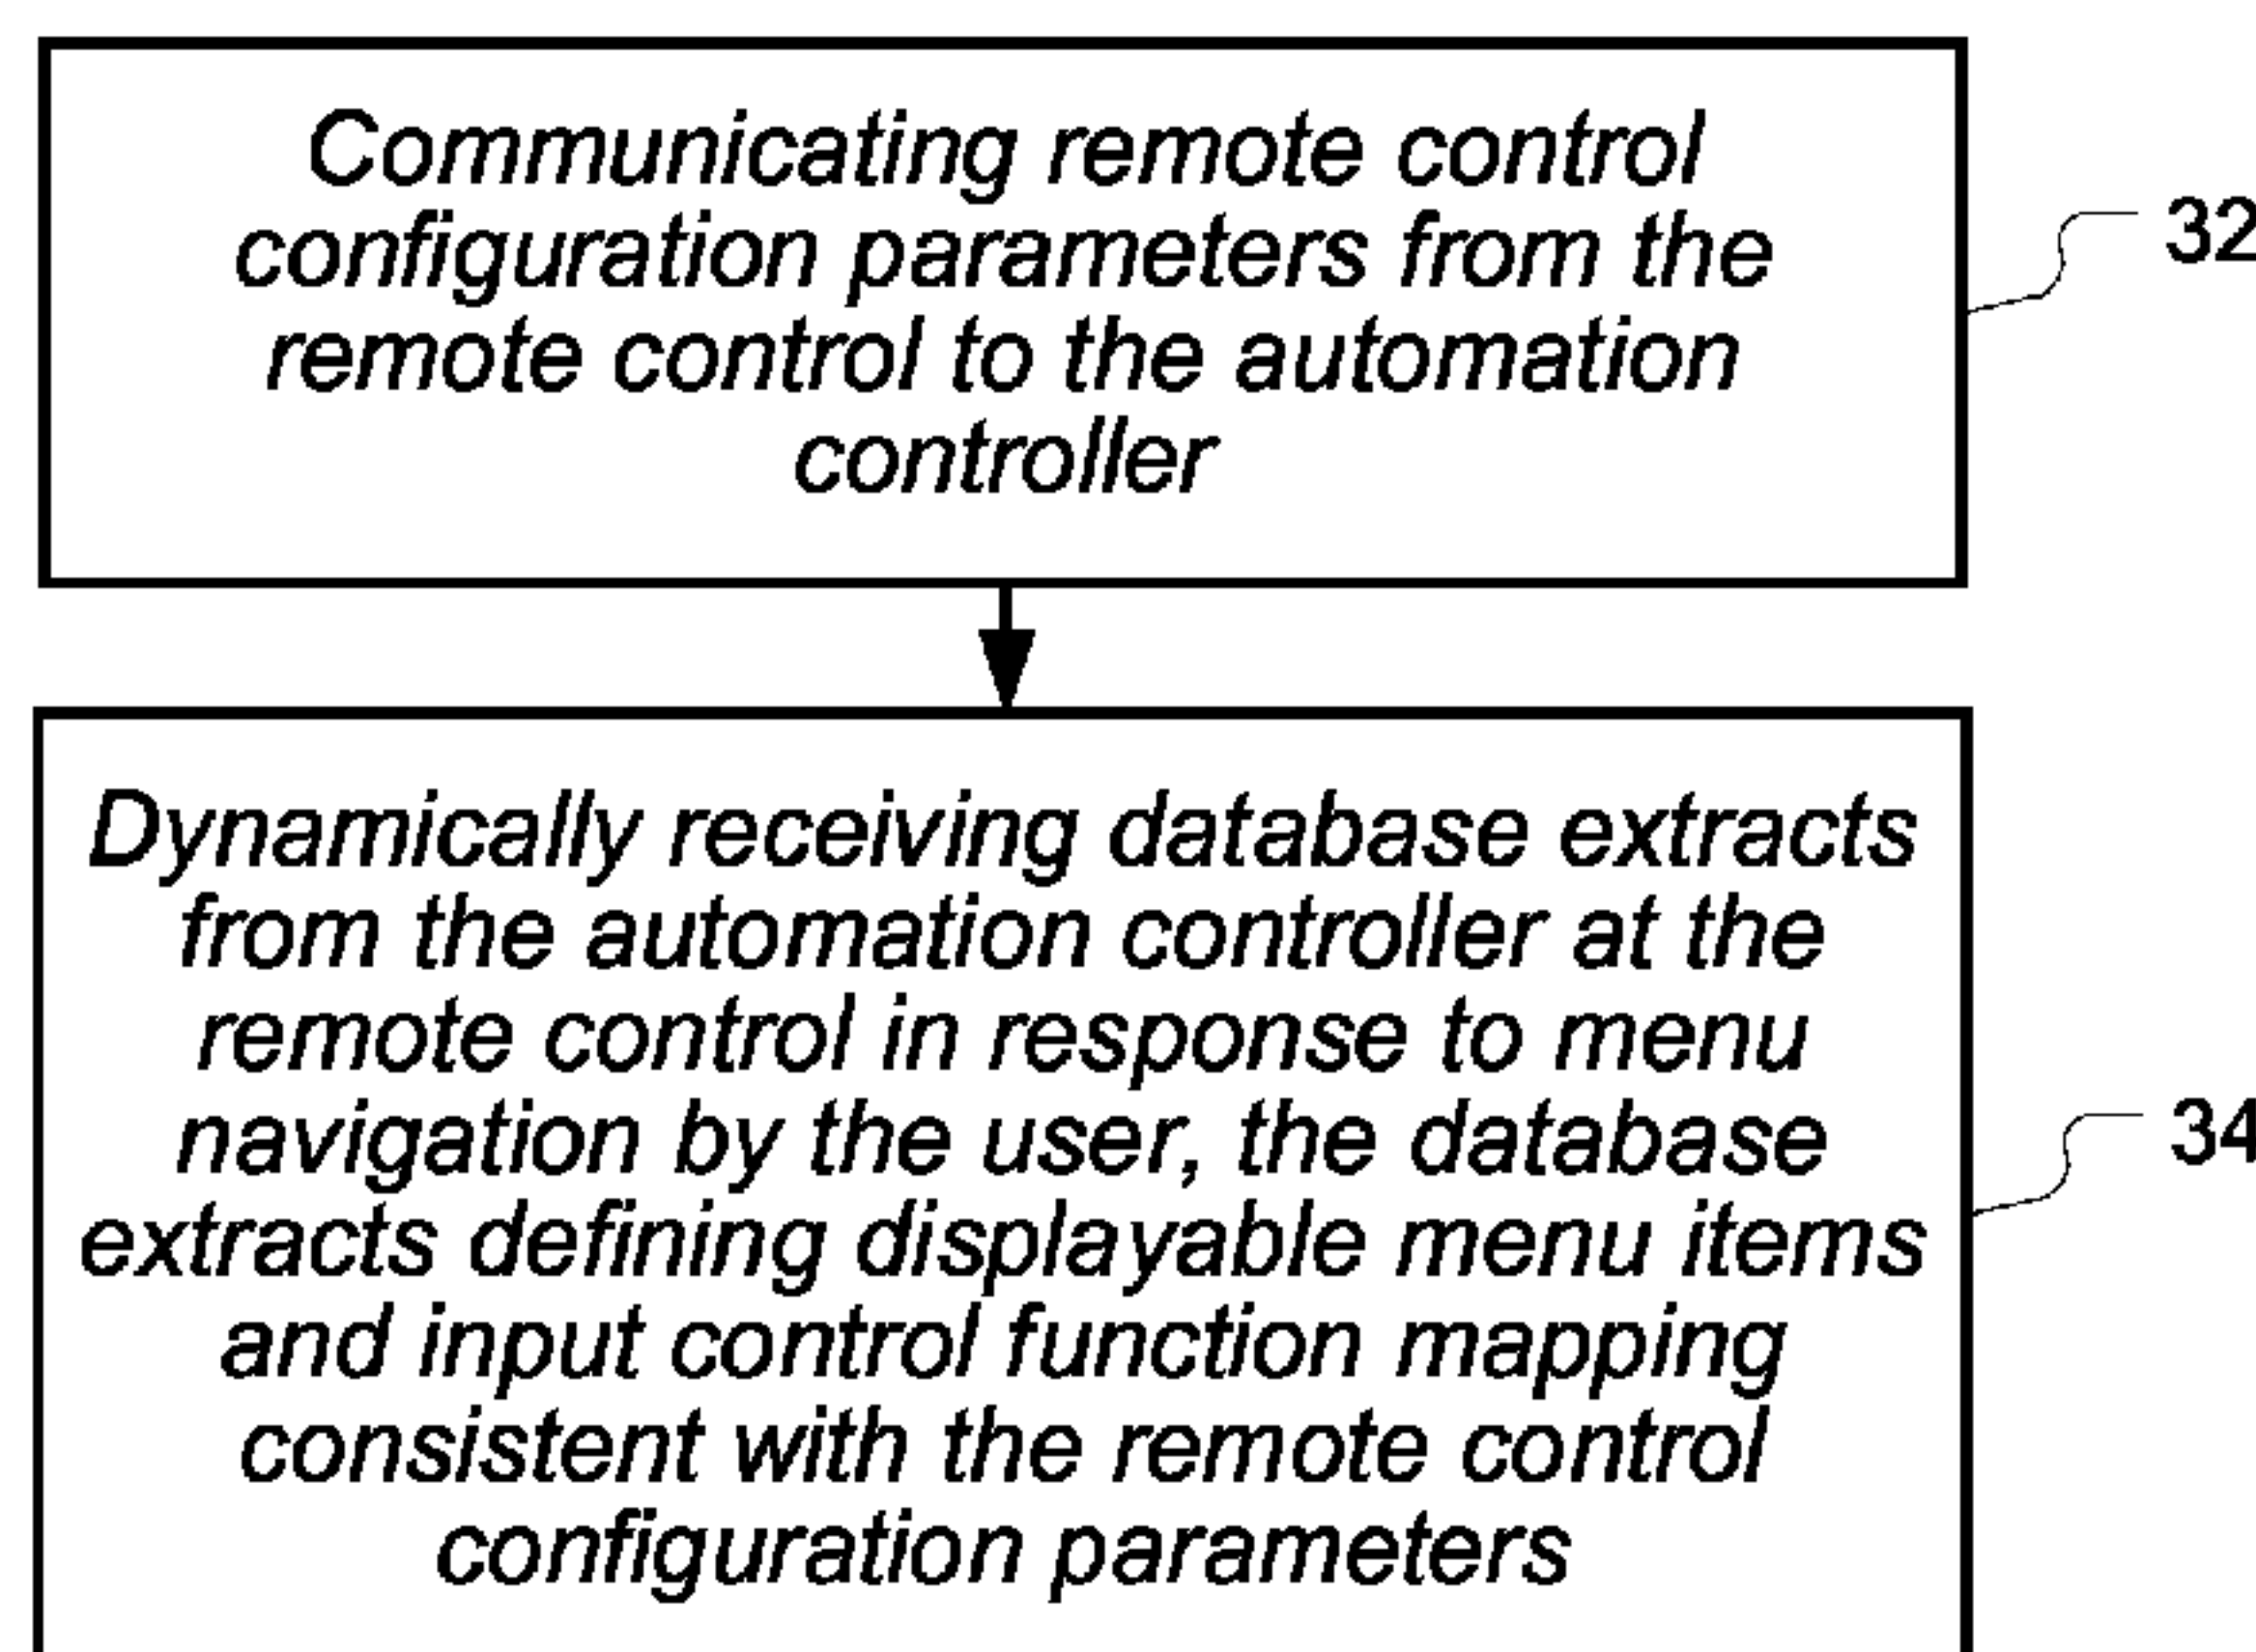 Communicating remote control
configuration parameters from the
remote control to the automation
controller
32
Dynamically receiving database extracts
from the automation controller at the
remote control in response to menu
navigation by the user, the database
extracts defining displayable menu items
and input control function mapping
consistent with the remote control
configuration parameters
34